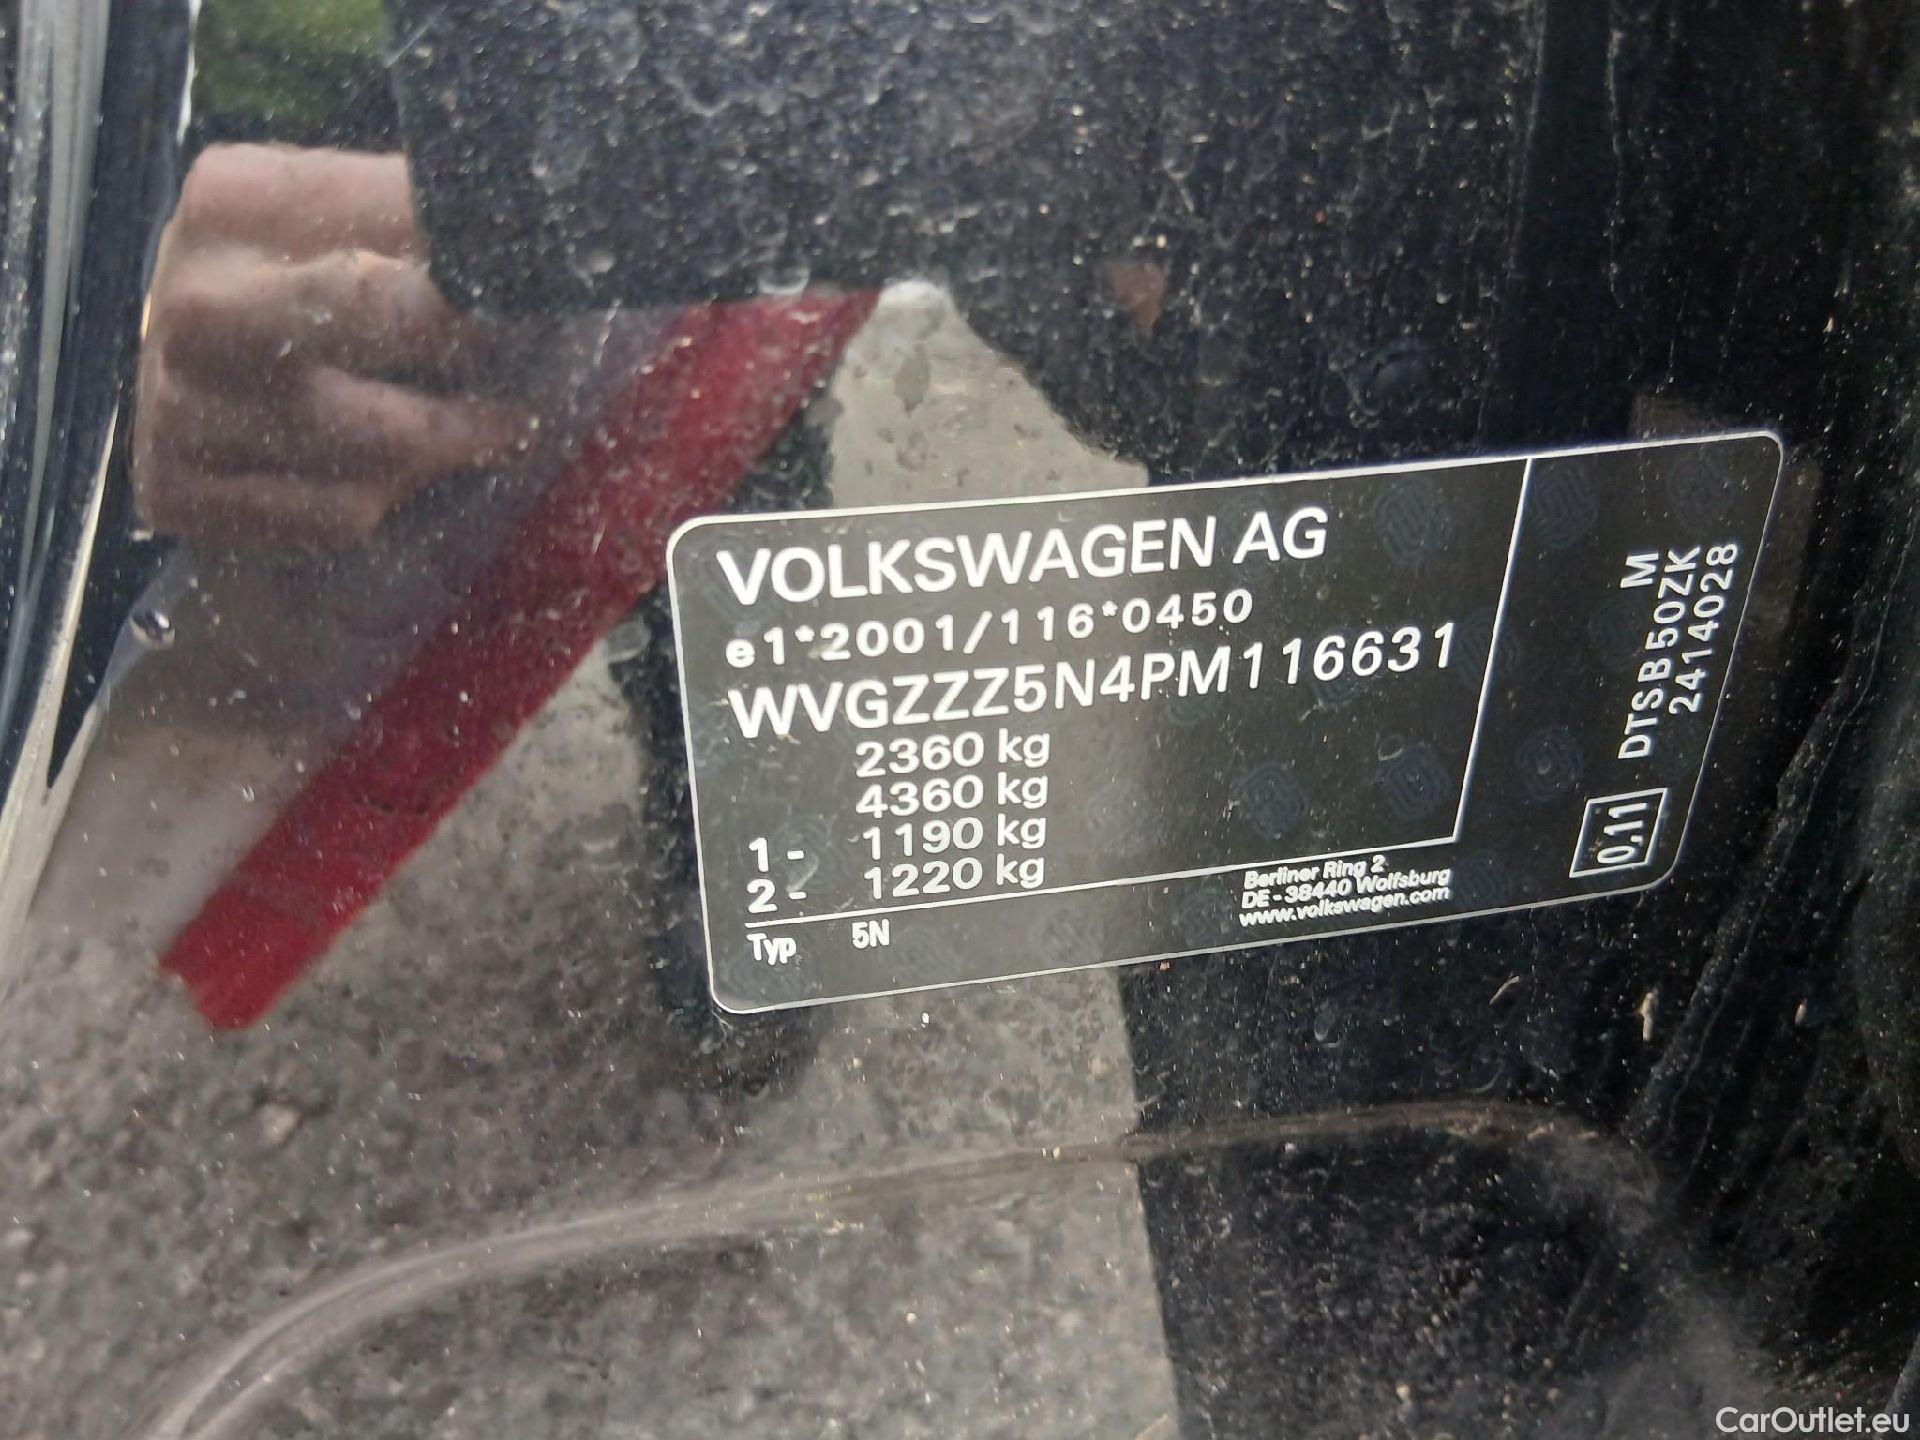 VOLKSWAGEN AG
e1*2001/116*0450
WVGZZZ5N4PM116631
2360 kg
4360 kg
1- 1190 kg
2- 1220 kg
Typ 5N
Berliner Ring 2
DE-38440 Wolfsburg
www.volkswagen.com
M
DTSB50ZK
2414028
0,11
CarOutlet.eu